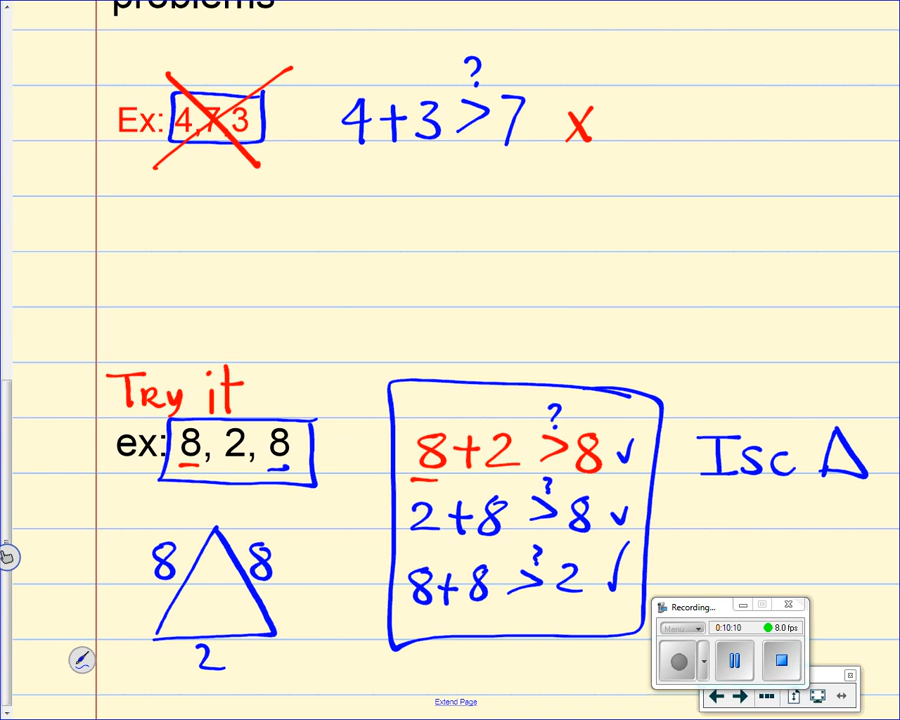 problems
Ex: 4,7,3 4+3 > 7 x
?
Try it
ex: 8, 2, 8
?
8+2 > 8 ✓ Isc Δ
?
2+8 > 8 ✓
?
8+8 > 2 ✓
8 8
2
Recording...
Menu 0:10:10 8.0 fps
Extend Page